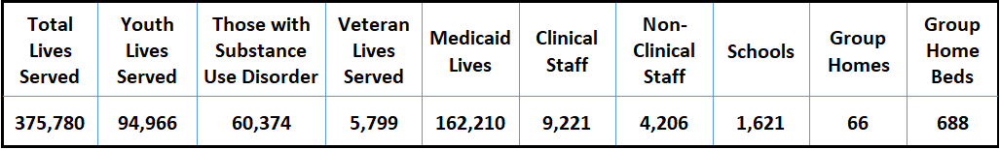 Total Lives Served
Youth Lives Served
Those with Substance Use Disorder
Veteran Lives Served
Medicaid Lives
Clinical Staff
Non-Clinical Staff
Schools
Group Homes
Group Home Beds
375,780
94,966
60,374
5,799
162,210
9,221
4,206
1,621
66
688